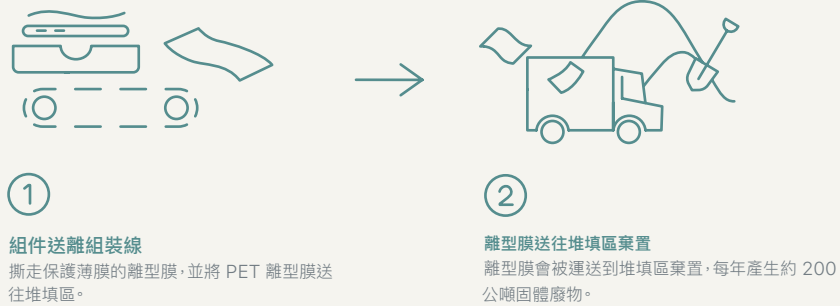 1
組件送離組裝線
撕走保護薄膜的離型膜，並將 PET 離型膜送
往堆填區。
2
離型膜送往堆填區棄置
離型膜會被運送到堆填區棄置，每年產生約 200
公噸固體廢物。